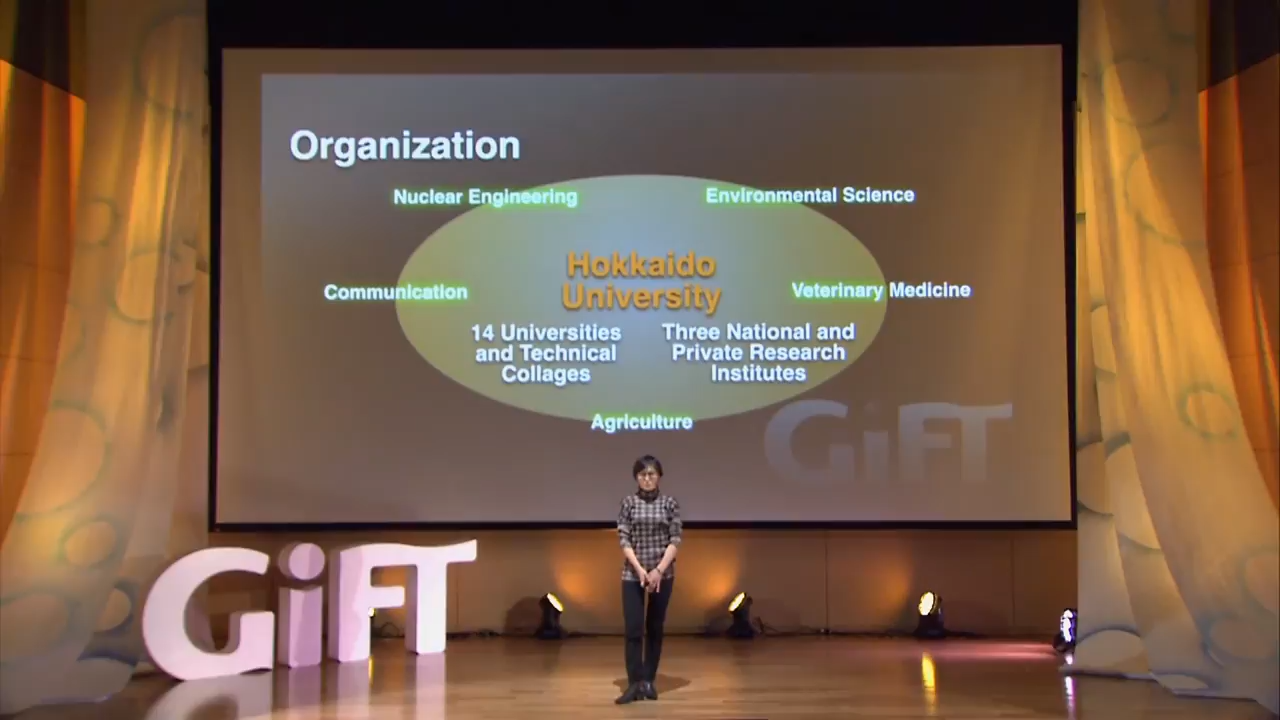 Organization
Nuclear Engineering
Environmental Science
Hokkaido
University
Communication
Veterinary Medicine
14 Universities
and Technical
Collages
Three National and
Private Research
Institutes
Agriculture
GiFT
GiFT